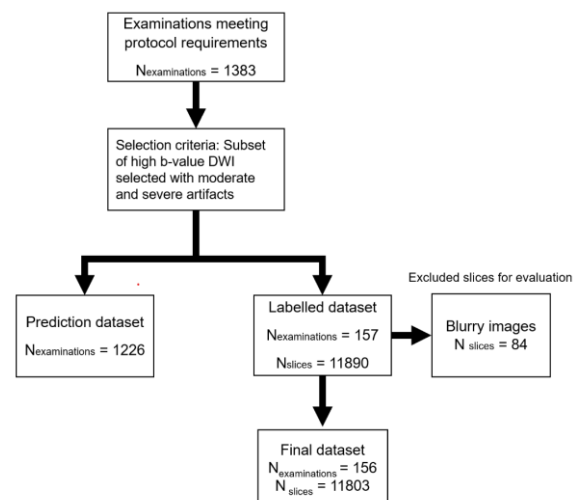 Examinations meeting
protocol requirements
Nexaminations = 1383
Selection criteria: Subset
of high b-value DWI
selected with moderate
and severe artifacts
Prediction dataset
Nexaminations = 1226
Labelled dataset
Nexaminations = 157
Nslices = 11890
Excluded slices for evaluation
Blurry images
N slices = 84
Final dataset
Nexaminations = 156
N slices = 11803